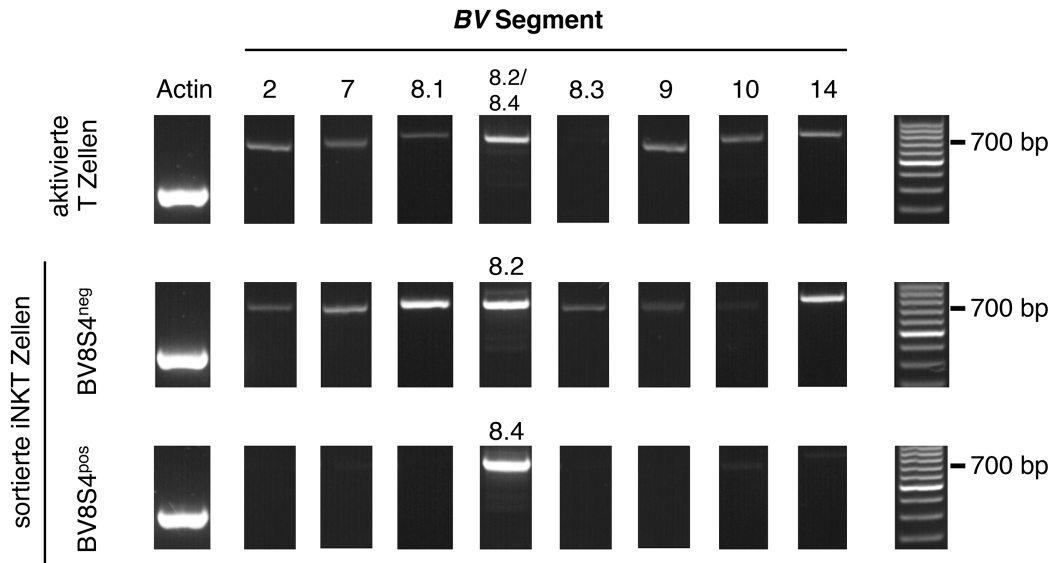 BV Segment
Actin 2 7 8.1 8.2/ 8.3 9 10 14
8.4
aktivierte
T Zellen
700 bp
8.2
sortierte iNKT Zellen
BV8S4neg
700 bp
8.4
BV8S4pos
700 bp